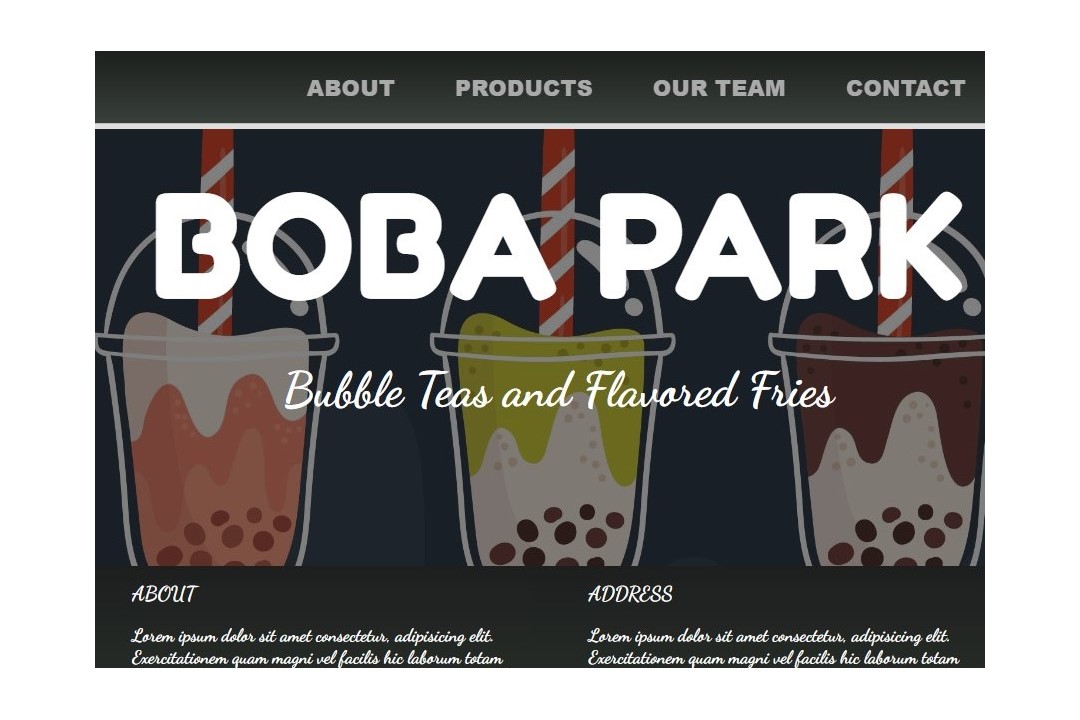 ABOUT PRODUCTS OUR TEAM CONTACT
BOBA PARK
Bubble Teas and Flavored Fries
ABOUT
Lorem ipsum dolor sit amet consectetur, adipisicing elit.
Exercitationem quam magni vel facilis hic laborum totam
ADDRESS
Lorem ipsum dolor sit amet consectetur, adipisicing elit.
Exercitationem quam magni vel facilis hic laborum totam